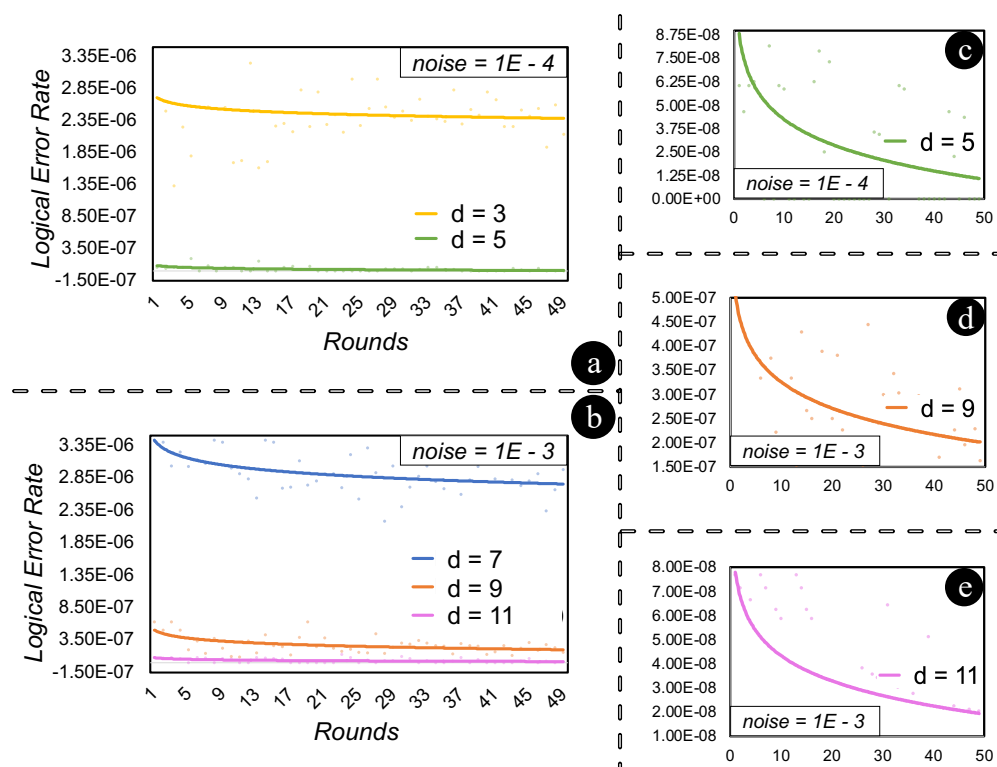 Logical Error Rate
3.35E-06
2.85E-06
2.35E-06
1.85E-06
1.35E-06
8.50E-07
3.50E-07
-1.50E-07
noise = 1E - 4
d = 3
d = 5
1 5 9 13 17 21 25 29 33 37 41 45 49
Rounds
a
b
Logical Error Rate
3.35E-06
2.85E-06
2.35E-06
1.85E-06
1.35E-06
8.50E-07
3.50E-07
-1.50E-07
noise = 1E - 3
d = 7
d = 9
d = 11
1 5 9 13 17 21 25 29 33 37 41 45 49
Rounds
c
8.75E-08
7.50E-08
6.25E-08
5.00E-08
3.75E-08
2.50E-08
1.25E-08
0.00E+00
d = 5
noise = 1E - 4
0 10 20 30 40 50
d
5.00E-07
4.50E-07
4.00E-07
3.50E-07
3.00E-07
2.50E-07
2.00E-07
1.50E-07
d = 9
noise = 1E - 3
0 10 20 30 40 50
e
8.00E-08
7.00E-08
6.00E-08
5.00E-08
4.00E-08
3.00E-08
2.00E-08
1.00E-08
d = 11
noise = 1E - 3
0 10 20 30 40 50